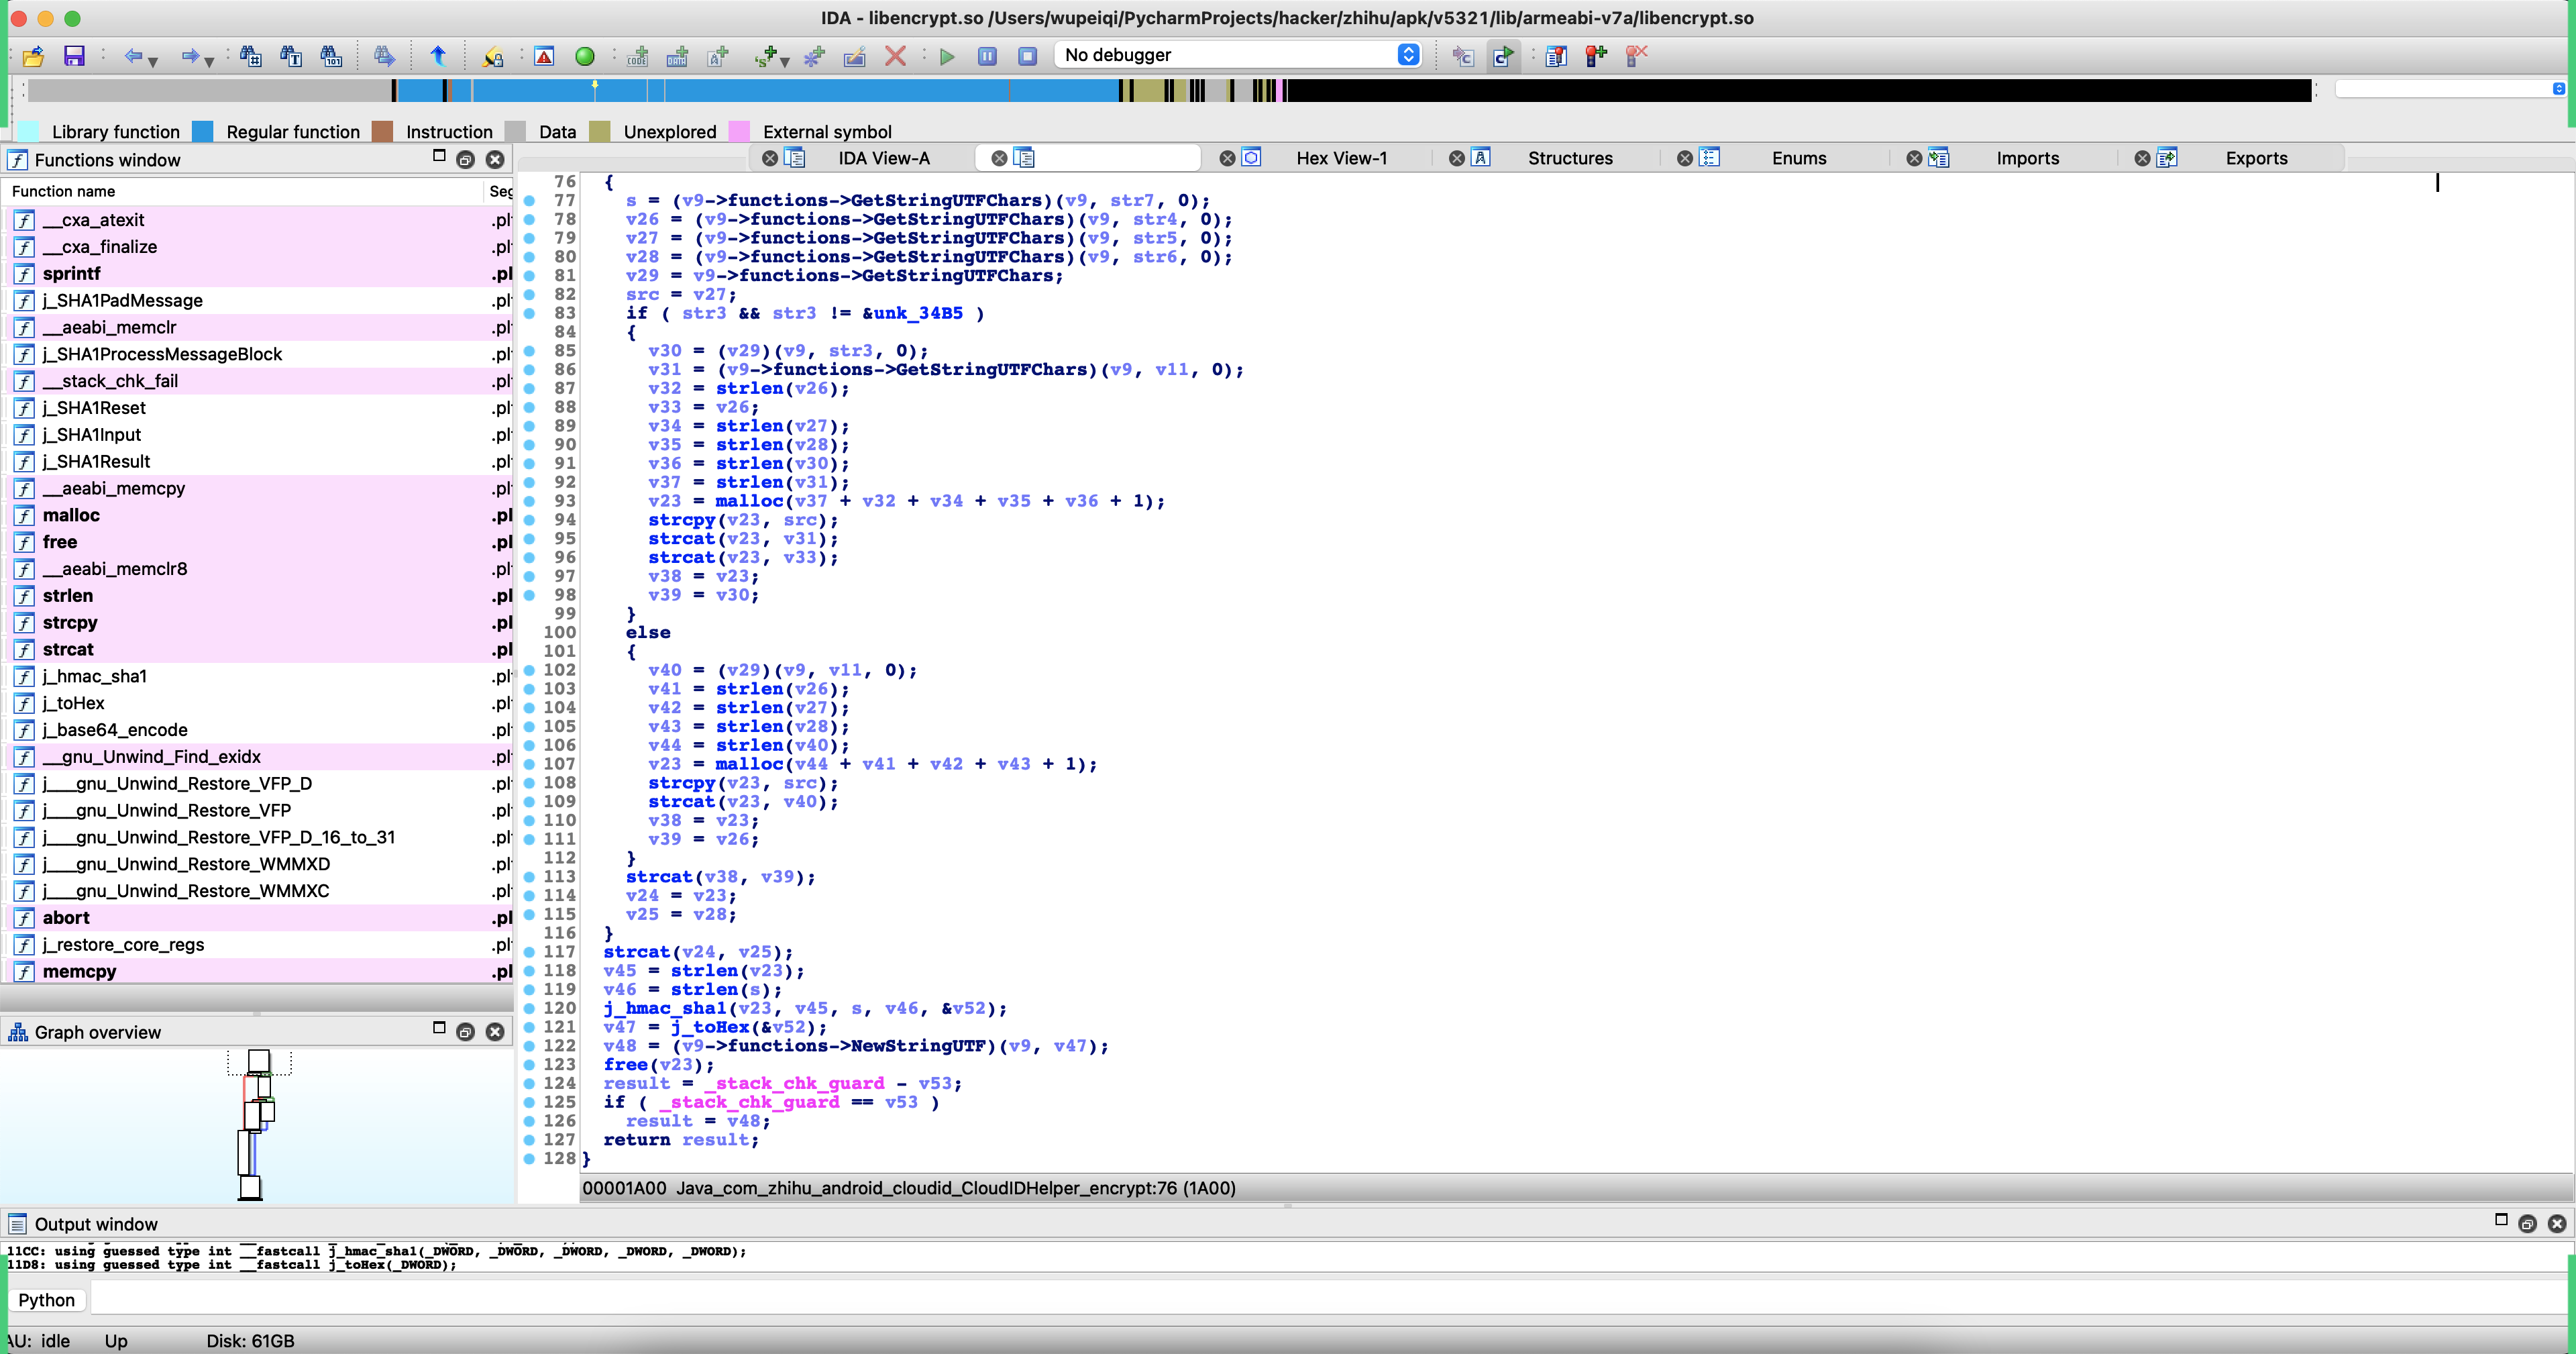 IDA - libencrypt.so /Users/wupeiqi/PycharmProjects/hacker/zhihu/apk/v5321/lib/armeabi-v7a/libencrypt.so
No debugger
Library function Regular function Instruction Data Unexplored External symbol
Functions window
IDA View-A
Hex View-1
Structures
Enums
Imports
Exports
Function name
Seg
__cxa_atexit .pl
__cxa_finalize .pl
sprintf .pl
j_SHA1PadMessage .pl
__aeabi_memclr .pl
j_SHA1ProcessMessageBlock .pl
__stack_chk_fail .pl
j_SHA1Reset .pl
j_SHA1Input .pl
j_SHA1Result .pl
__aeabi_memcpy .pl
malloc .pl
free .pl
__aeabi_memclr8 .pl
strlen .pl
strcpy .pl
strcat .pl
j_hmac_sha1 .pl
j_toHex .pl
j_base64_encode .pl
__gnu_Unwind_Find_exidx .pl
j___gnu_Unwind_Restore_VFP_D .pl
j___gnu_Unwind_Restore_VFP .pl
j___gnu_Unwind_Restore_VFP_D_16_to_31 .pl
j___gnu_Unwind_Restore_WMMXD .pl
j___gnu_Unwind_Restore_WMMXC .pl
abort .pl
j_restore_core_regs .pl
memcpy .pl
Graph overview
76 {
77 s = (v9->functions->GetStringUTFChars)(v9, str7, 0);
78 v26 = (v9->functions->GetStringUTFChars)(v9, str4, 0);
79 v27 = (v9->functions->GetStringUTFChars)(v9, str5, 0);
80 v28 = (v9->functions->GetStringUTFChars)(v9, str6, 0);
81 v29 = v9->functions->GetStringUTFChars;
82 src = v27;
83 if ( str3 && str3 != &unk_34B5 )
84 {
85 v30 = (v29)(v9, str3, 0);
86 v31 = (v9->functions->GetStringUTFChars)(v9, v11, 0);
87 v32 = strlen(v26);
88 v33 = v26;
89 v34 = strlen(v27);
90 v35 = strlen(v28);
91 v36 = strlen(v30);
92 v37 = strlen(v31);
93 v23 = malloc(v37 + v32 + v34 + v35 + v36 + 1);
94 strcpy(v23, src);
95 strcat(v23, v31);
96 strcat(v23, v33);
97 v38 = v23;
98 v39 = v30;
99 }
100 else
101 {
102 v40 = (v29)(v9, v11, 0);
103 v41 = strlen(v26);
104 v42 = strlen(v27);
105 v43 = strlen(v28);
106 v44 = strlen(v40);
107 v23 = malloc(v44 + v41 + v42 + v43 + 1);
108 strcpy(v23, src);
109 strcat(v23, v40);
110 v38 = v23;
111 v39 = v26;
112 }
113 strcat(v38, v39);
114 v24 = v23;
115 v25 = v28;
116 }
117 strcat(v24, v25);
118 v45 = strlen(v23);
119 v46 = strlen(s);
120 j_hmac_sha1(v23, v45, s, v46, &v52);
121 v47 = j_toHex(&v52);
122 v48 = (v9->functions->NewStringUTF)(v9, v47);
123 free(v23);
124 result = _stack_chk_guard - v53;
125 if ( _stack_chk_guard == v53 )
126 result = v48;
127 return result;
128 }
00001A00 Java_com_zhihu_android_cloudid_CloudIDHelper_encrypt:76 (1A00)
Output window
11CC: using guessed type int __fastcall j_hmac_sha1(_DWORD, _DWORD, _DWORD, _DWORD, _DWORD);
11D8: using guessed type int __fastcall j_toHex(_DWORD);
Python
AU: idle Up Disk: 61GB